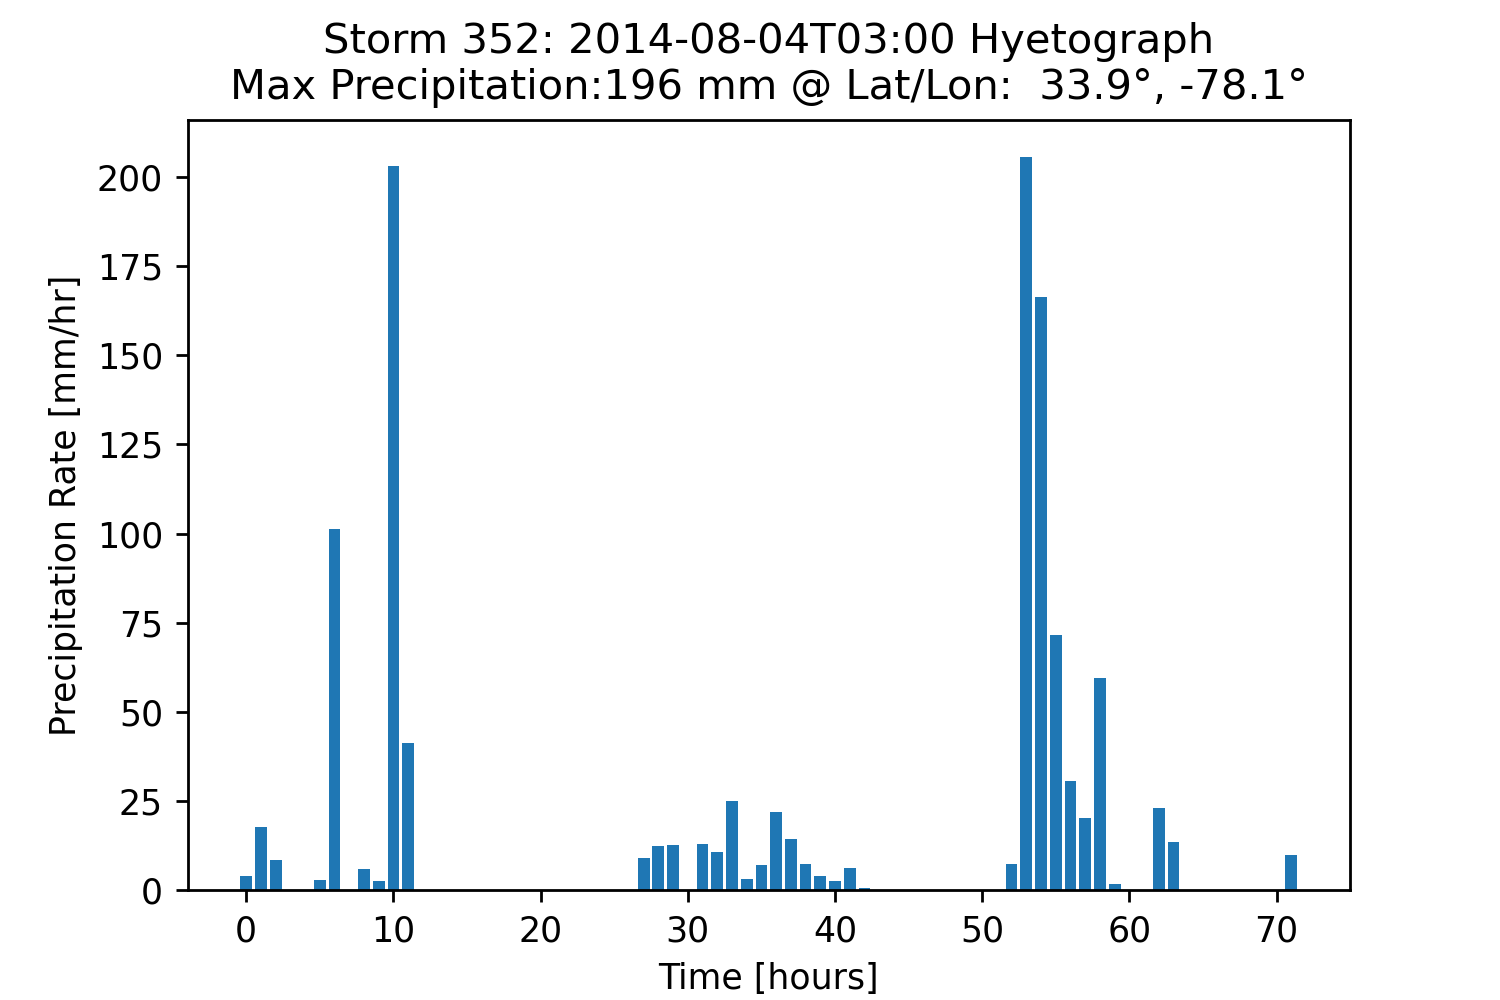 Storm 352: 2014-08-04T03:00 Hyetograph
Max Precipitation:196 mm @ Lat/Lon:  33.9°, -78.1°
Precipitation Rate [mm/hr]
200
175
150
125
100
75
50
25
0
0 10 20 30 40 50 60 70
Time [hours]